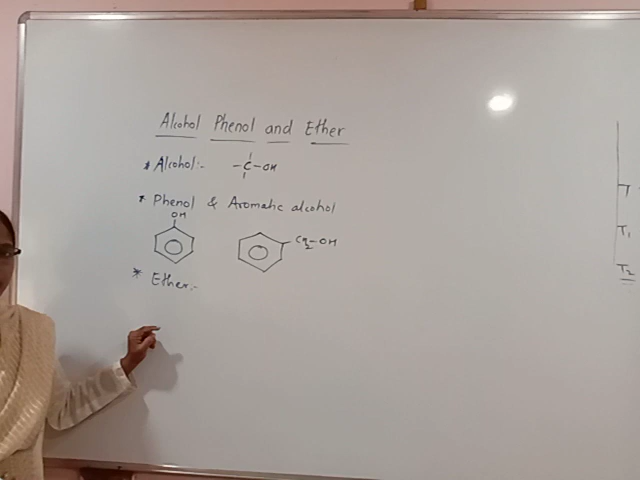 Alcohol Phenol and Ether
* Alcohol:- -C-OH
* Phenol & Aromatic alcohol
OH
CH2-OH
* Ether:-
T
T1
T2